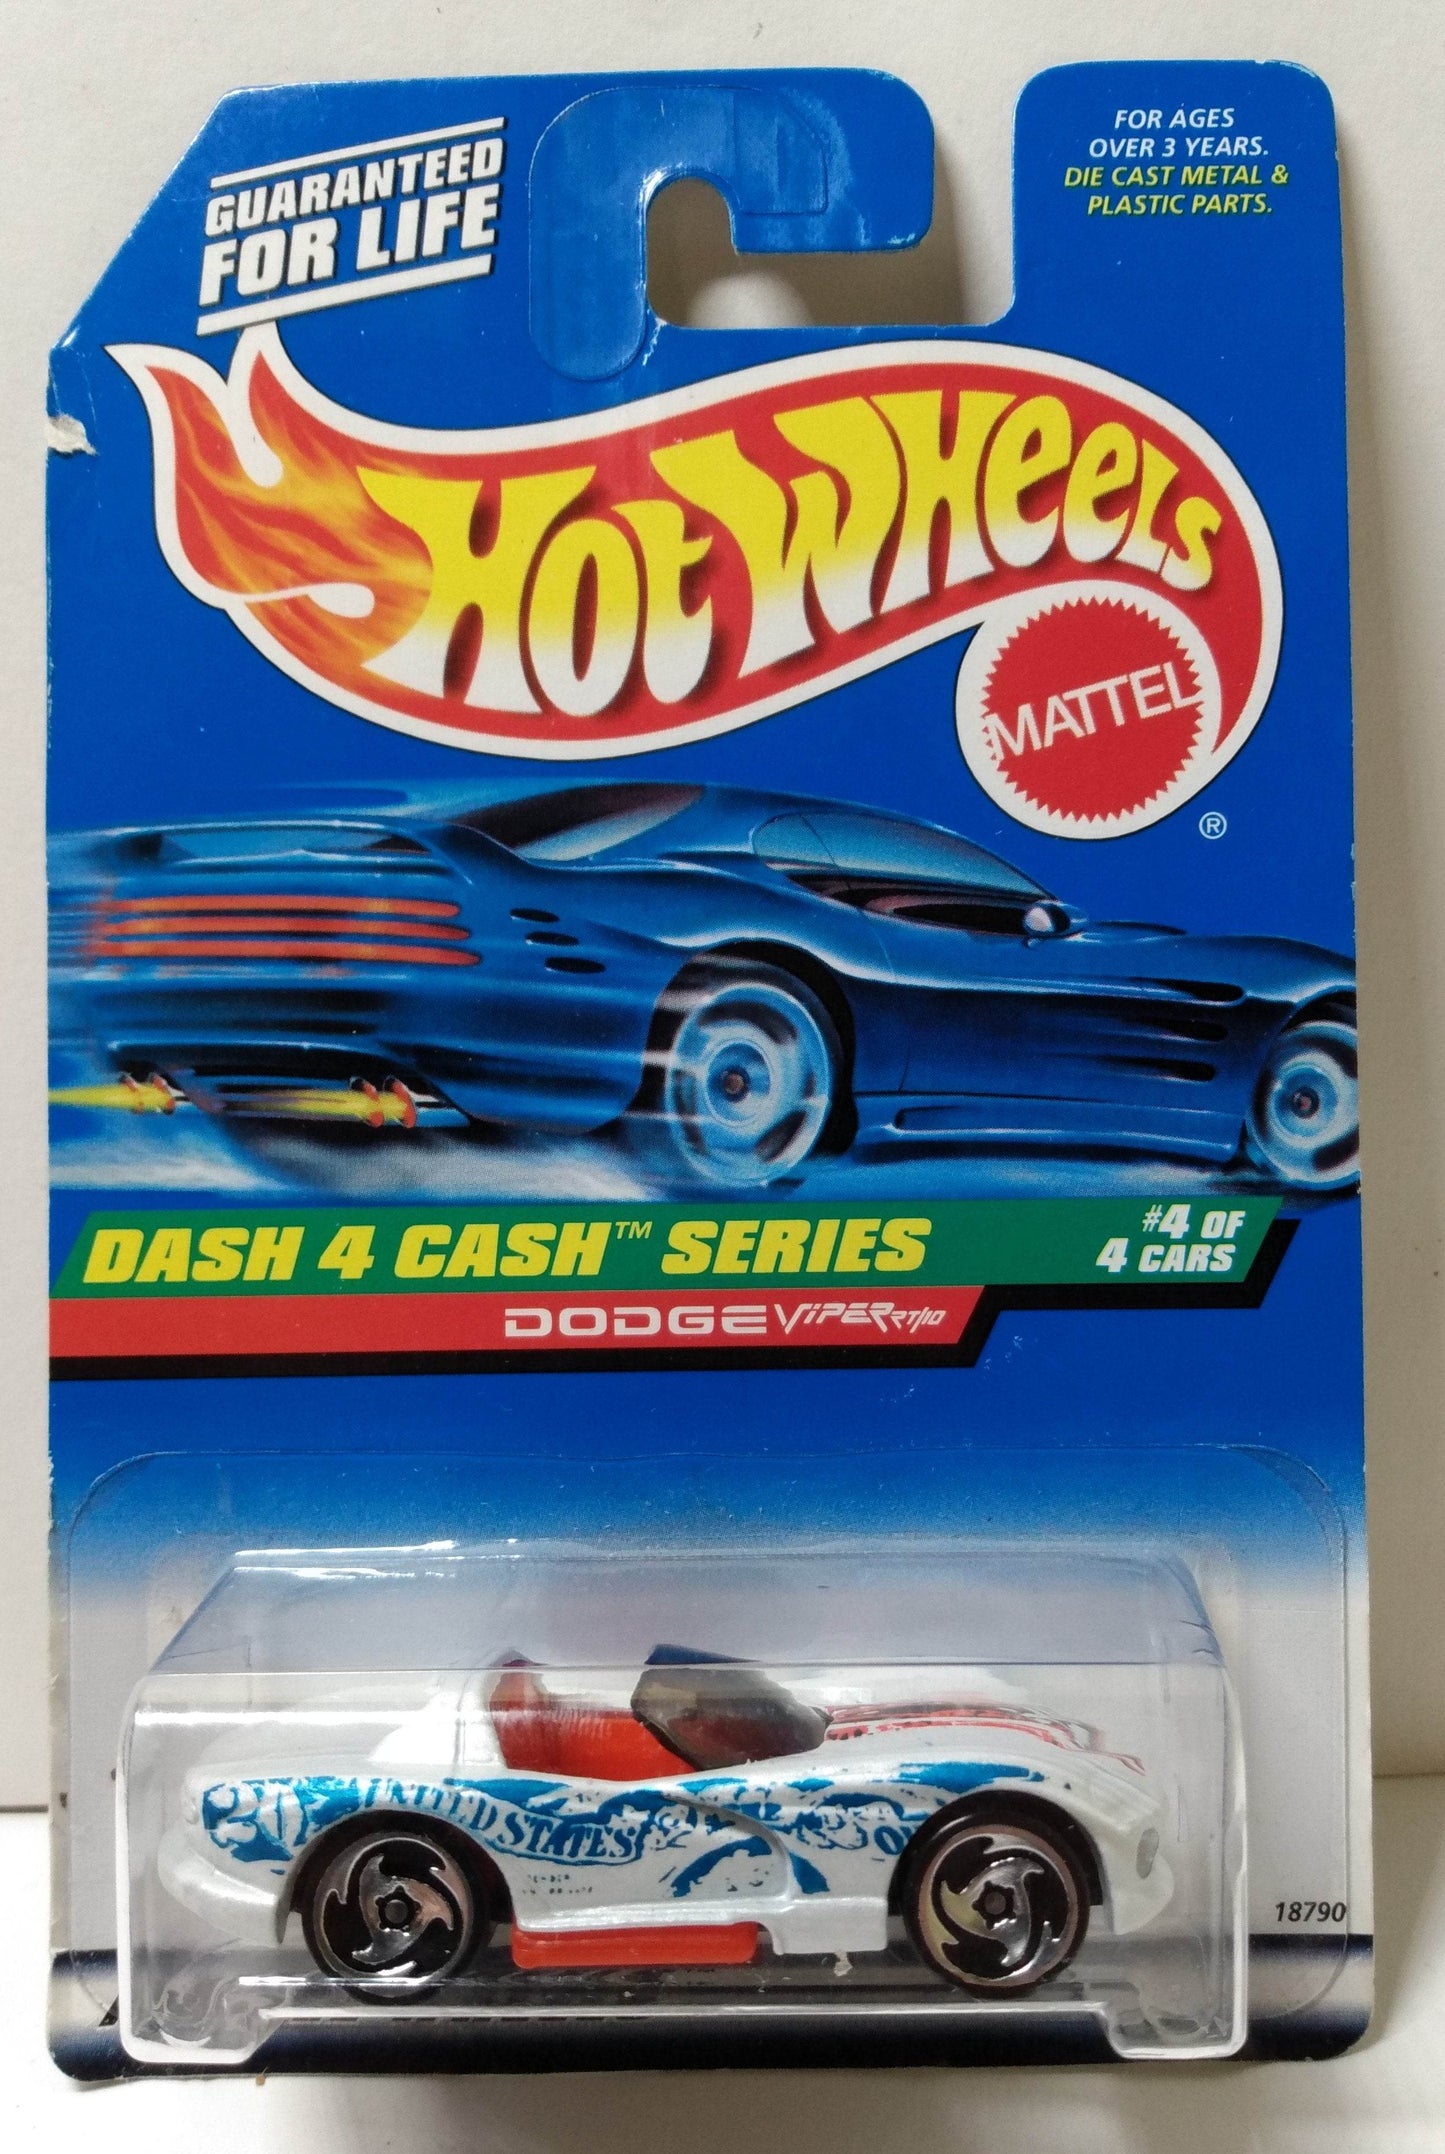 GUARANTEED
FOR LIFE
FOR AGES
OVER 3 YEARS.
DIE CAST METAL &
PLASTIC PARTS.
HOT WHEELS
MATTEL
®
DASH 4 CASH™ SERIES
#4 OF
4 CARS
DODGE VIPER RT/10
UNITED STATES
18790